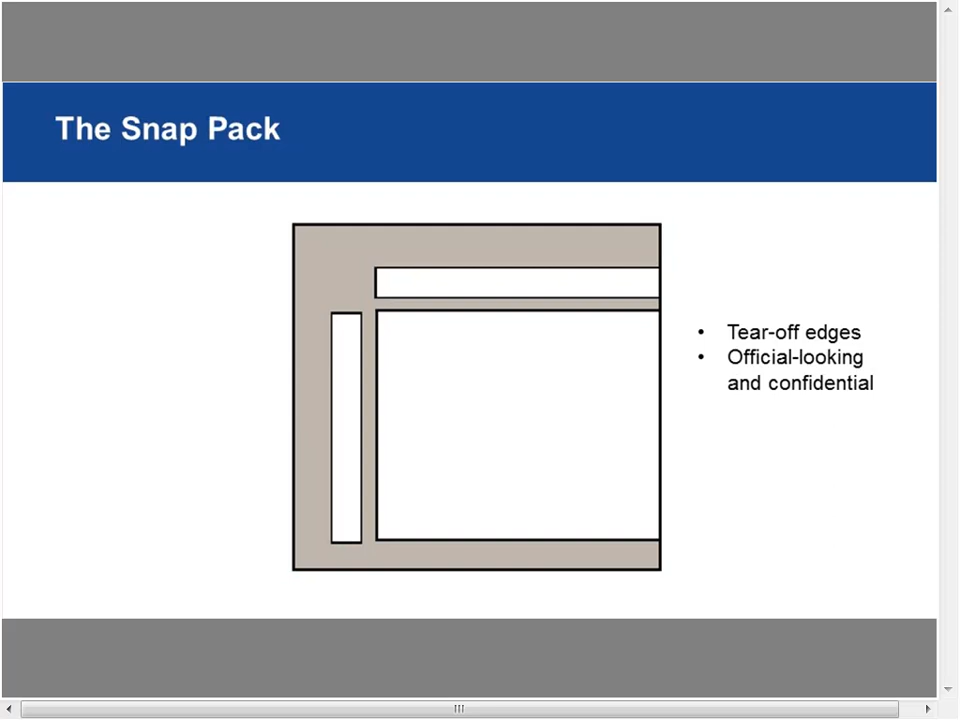 The Snap Pack
• Tear-off edges
• Official-looking
and confidential